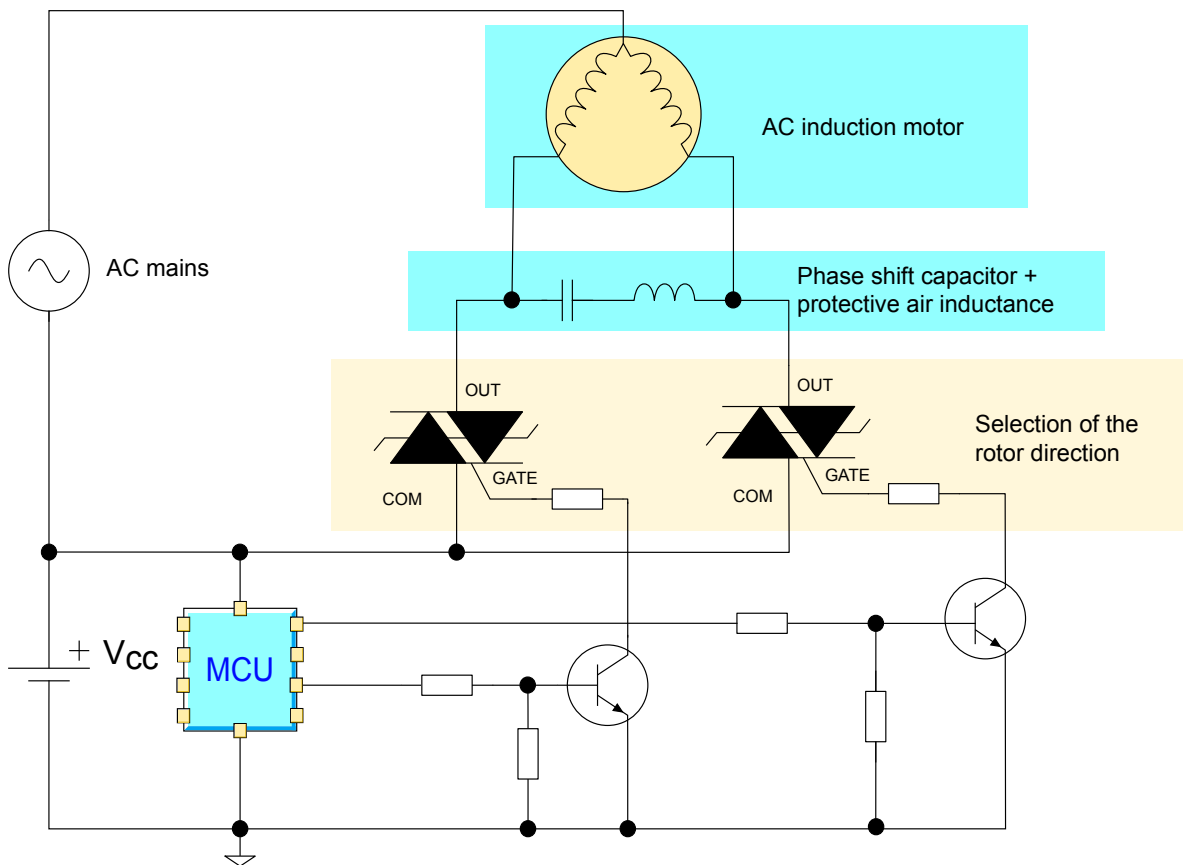 AC induction motor
AC mains
Phase shift capacitor +
protective air inductance
OUT
OUT
Selection of the
rotor direction
GATE
COM
GATE
COM
+ VCC
MCU